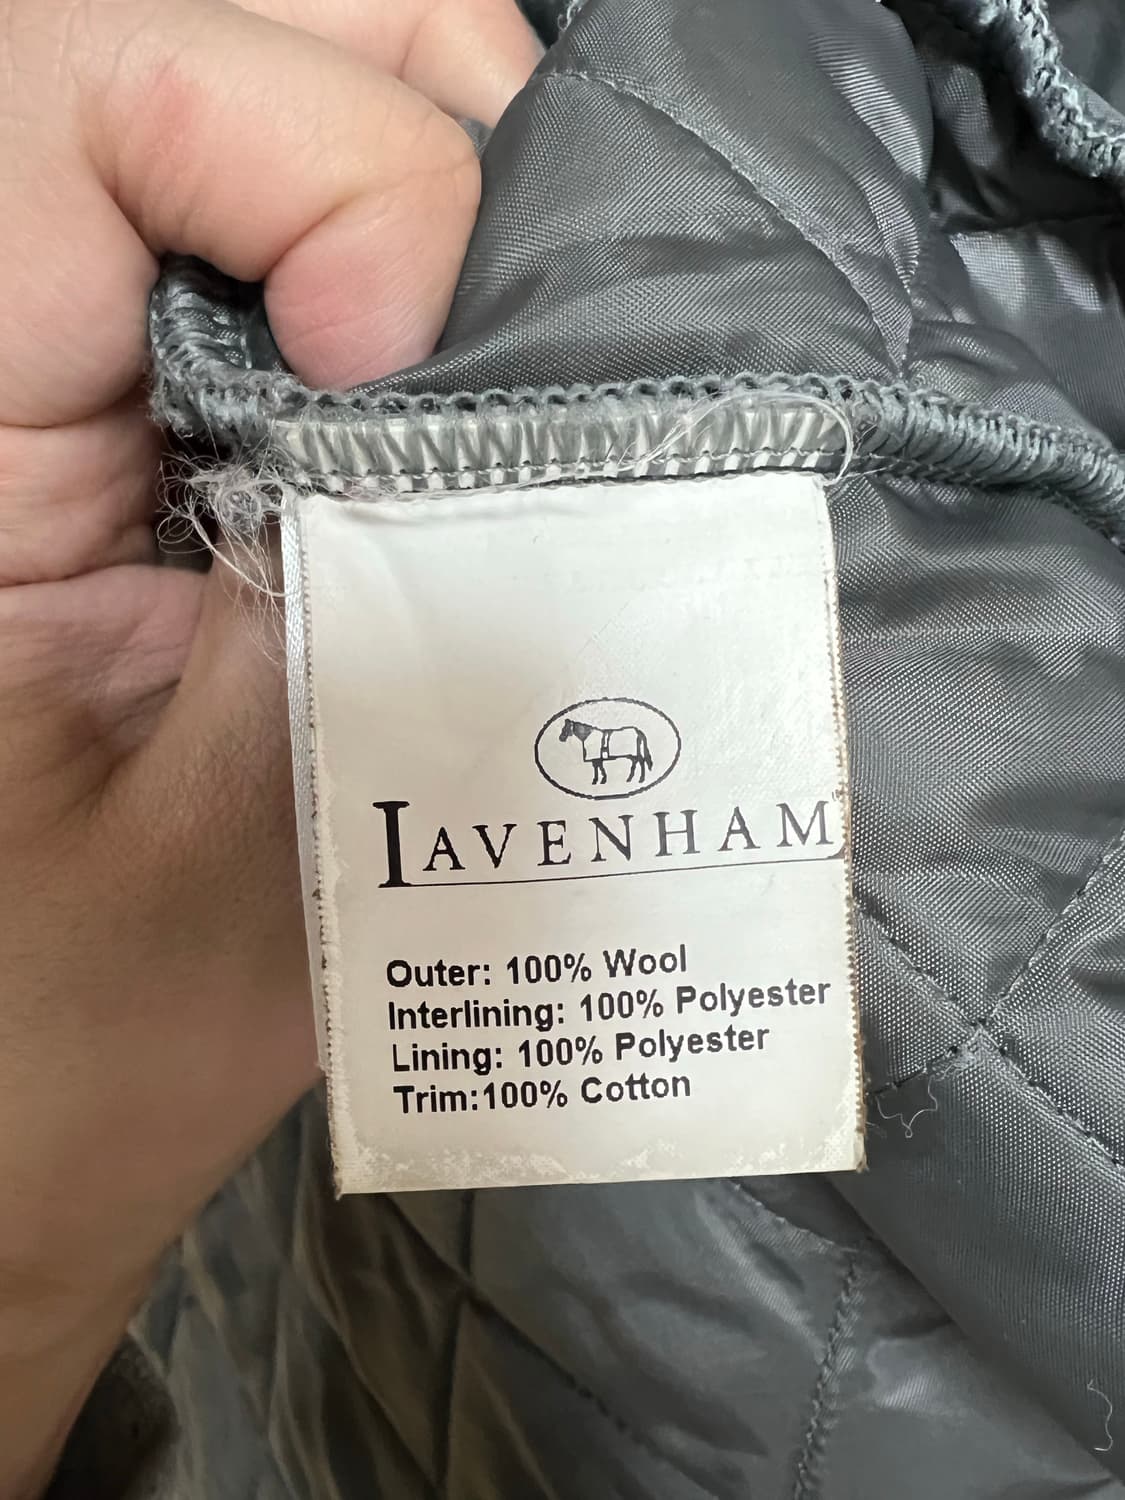 LAVENHAM
Outer: 100% Wool
Interlining: 100% Polyester
Lining: 100% Polyester
Trim:100% Cotton